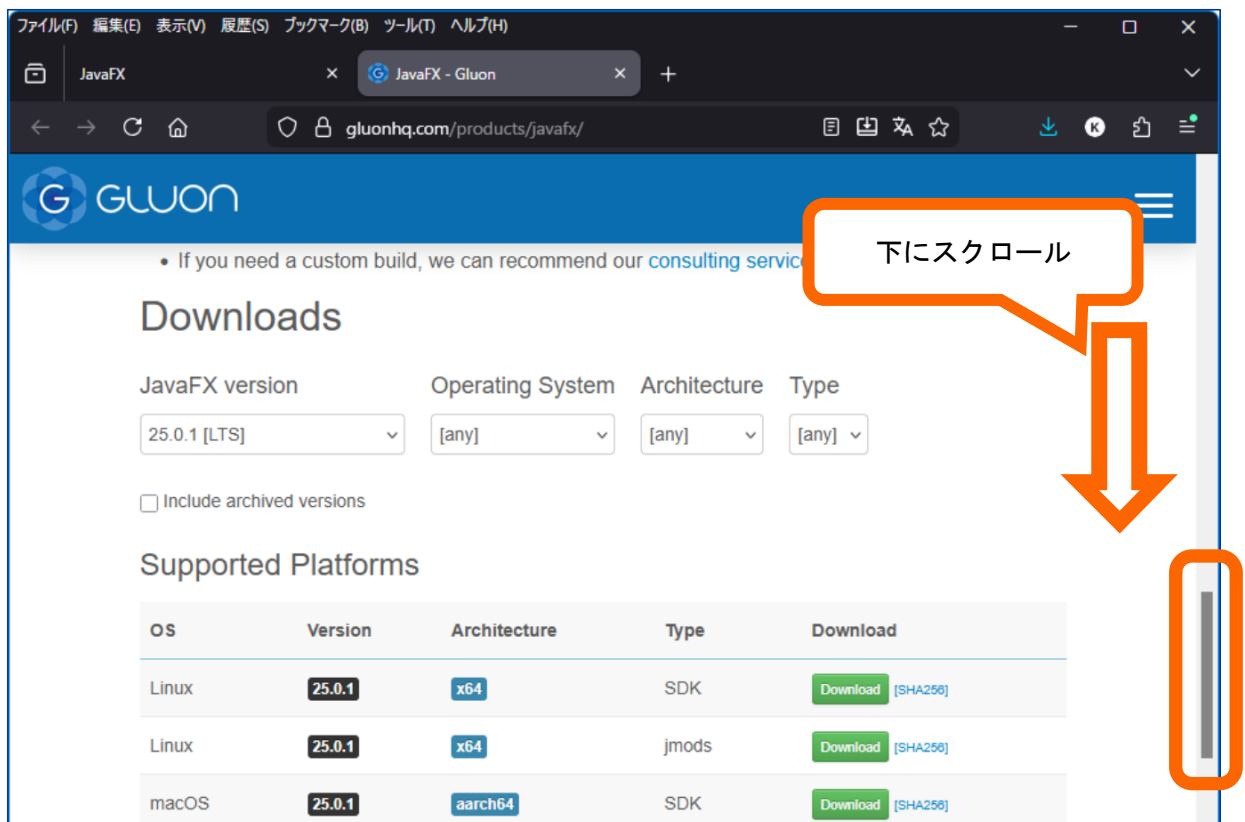 ファイル(F) 編集(E) 表示(V) 履歴(S) ブックマーク(B) ツール(T) ヘルプ(H)
JavaFX
G JavaFX - Gluon
gluonhq.com/products/javafx/
K
G GLUON
下にスクロール
• If you need a custom build, we can recommend our consulting
Downloads
JavaFX version Operating System Architecture Type
25.0.1 [LTS] [any] [any] [any]
Include archived versions
Supported Platforms
OS Version Architecture Type Download
Linux 25.0.1 x64 SDK Download [SHA256]
Linux 25.0.1 x64 jmods Download [SHA256]
macOS 25.0.1 aarch64 SDK Download [SHA256]